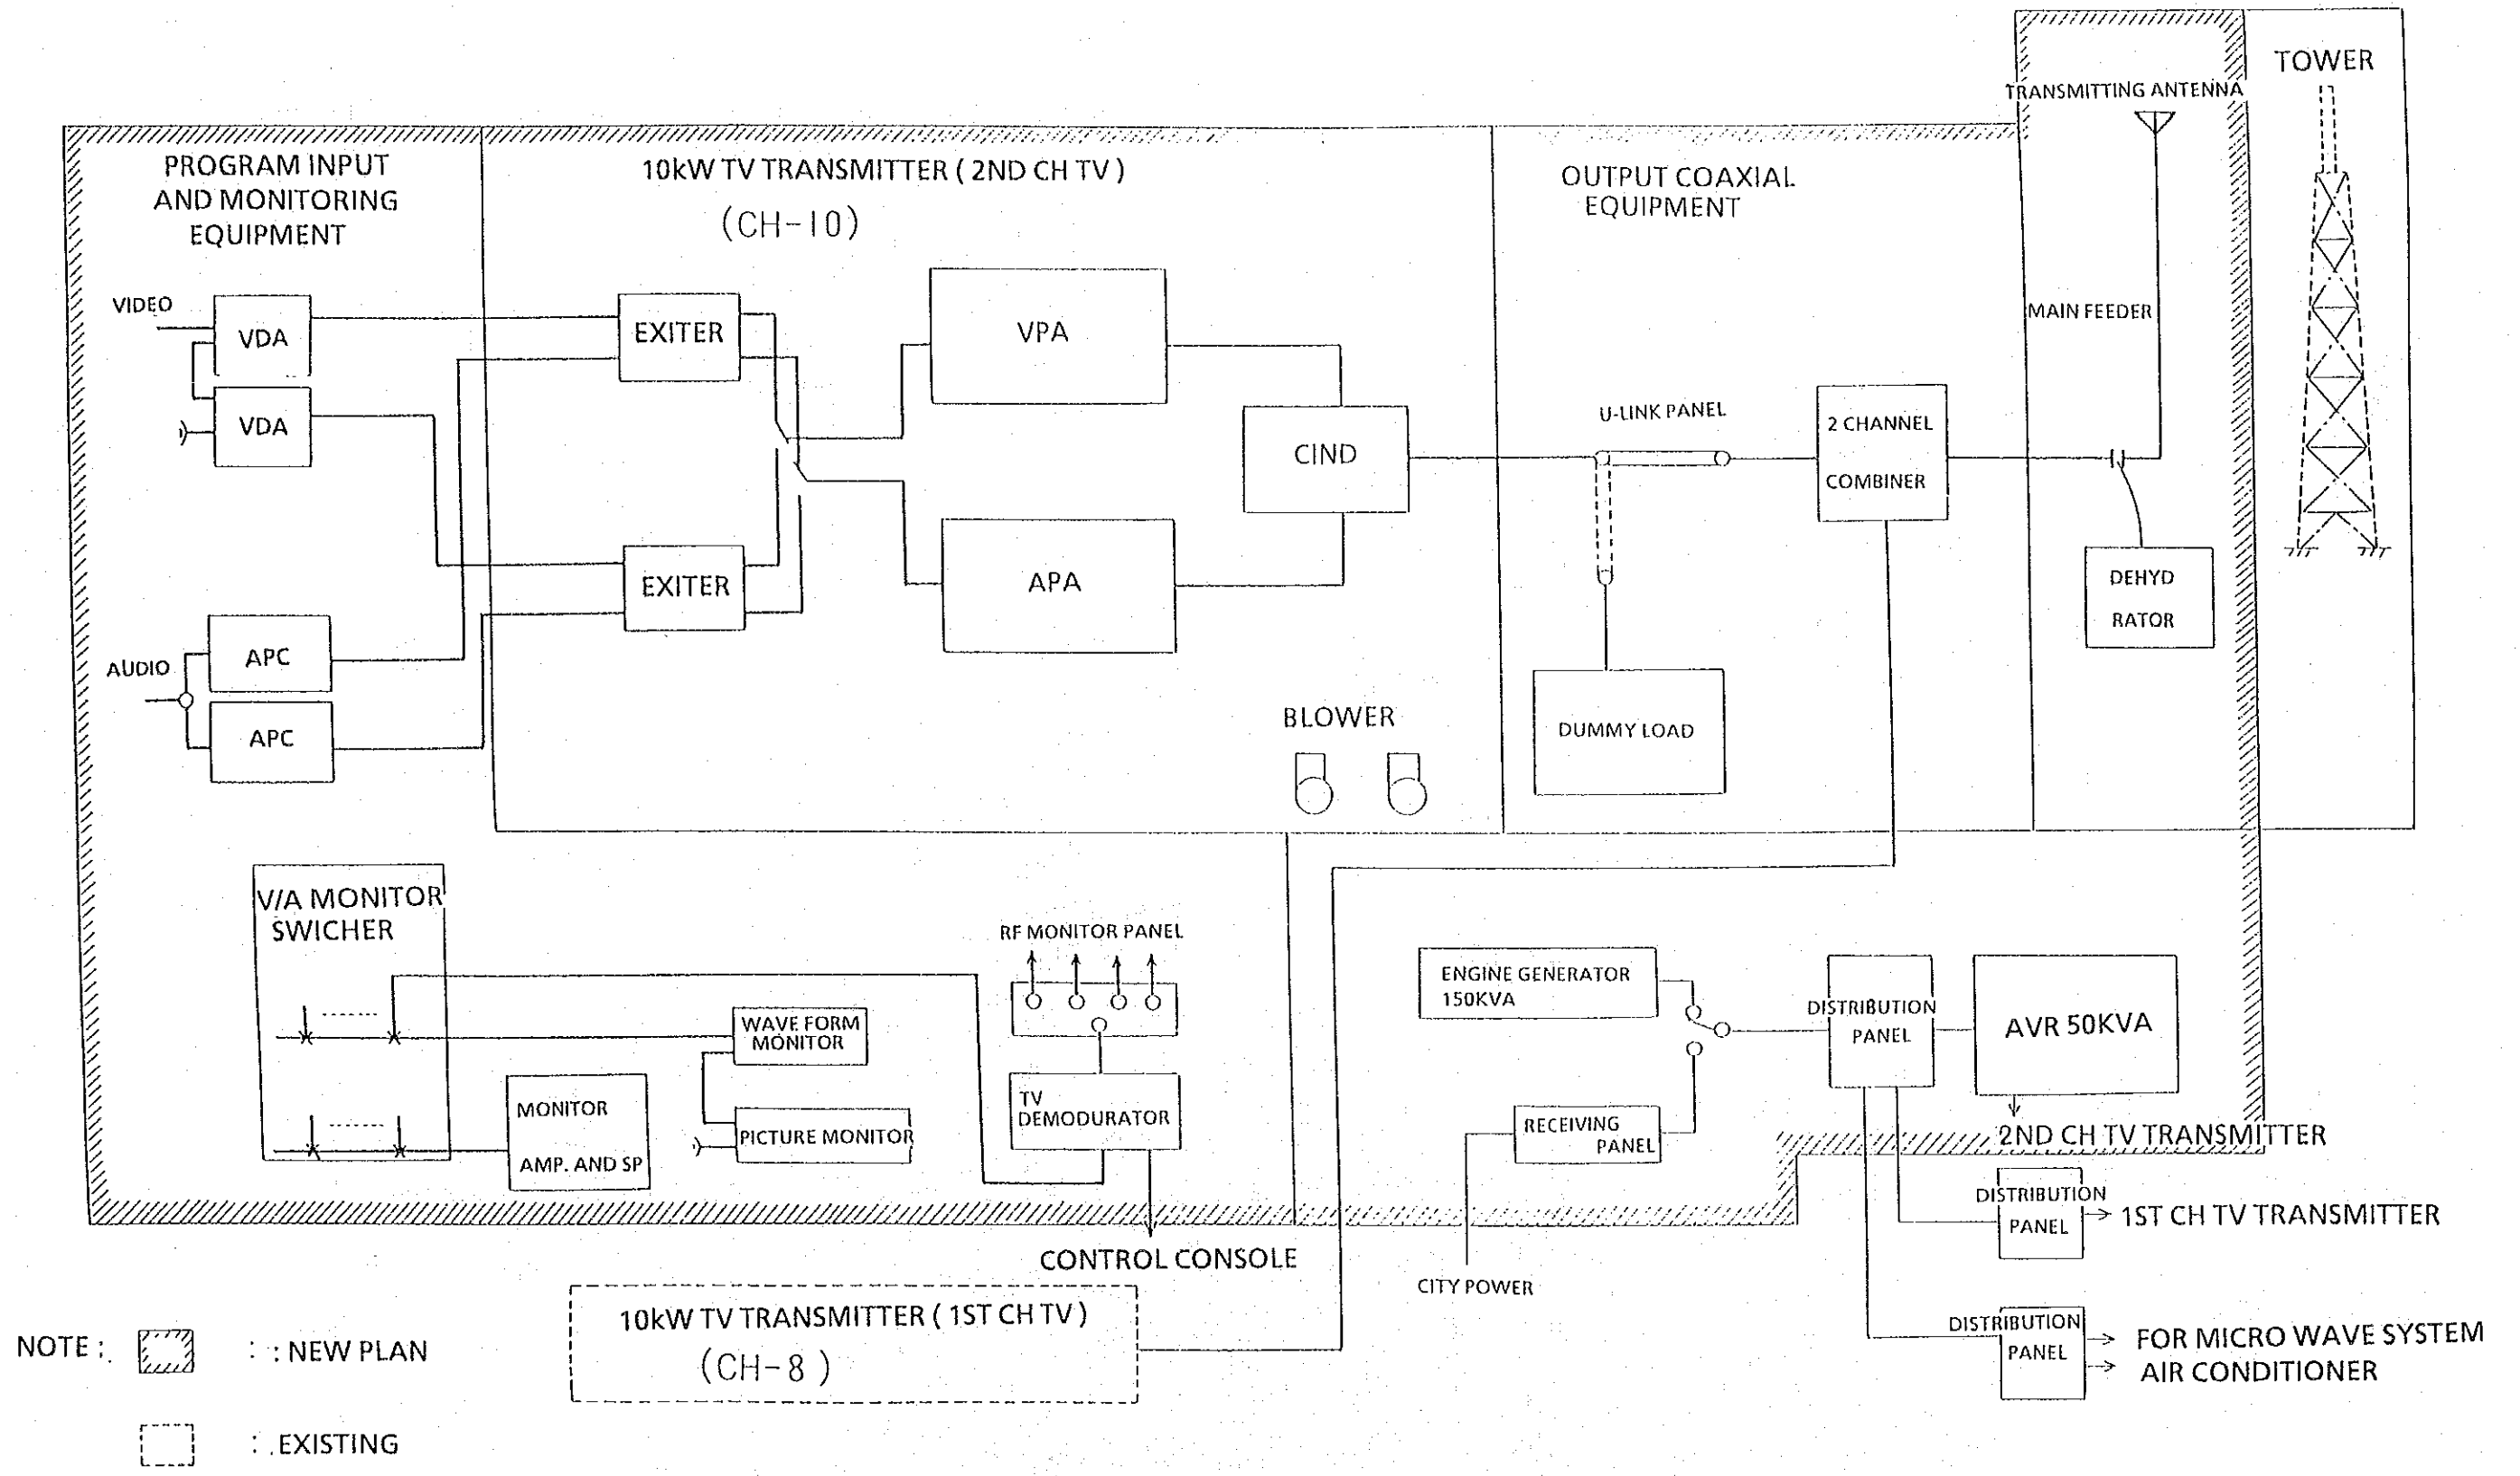 TOWER
TRANSMITTING ANTENNA
PROGRAM INPUT
AND MONITORING
EQUIPMENT
10kW TV TRANSMITTER ( 2ND CH TV )
(CH-10)
OUTPUT COAXIAL
EQUIPMENT
VIDEO
VDA
VDA
EXITER
VPA
MAIN FEEDER
U-LINK PANEL
2 CHANNEL
COMBINER
CIND
EXITER
APA
DEHYD
RATOR
AUDIO
APC
APC
BLOWER
DUMMY LOAD
V/A MONITOR
SWICHER
RF MONITOR PANEL
WAVE FORM
MONITOR
MONITOR
AMP. AND SP
PICTURE MONITOR
TV
DEMODURATOR
ENGINE GENERATOR
150KVA
DISTRIBUTION
PANEL
AVR 50KVA
RECEIVING
PANEL
2ND CH TV TRANSMITTER
DISTRIBUTION
PANEL
1ST CH TV TRANSMITTER
CONTROL CONSOLE
CITY POWER
10kW TV TRANSMITTER ( 1ST CH TV )
(CH-8 )
DISTRIBUTION
PANEL
FOR MICRO WAVE SYSTEM
AIR CONDITIONER
NOTE :
: NEW PLAN
: EXISTING